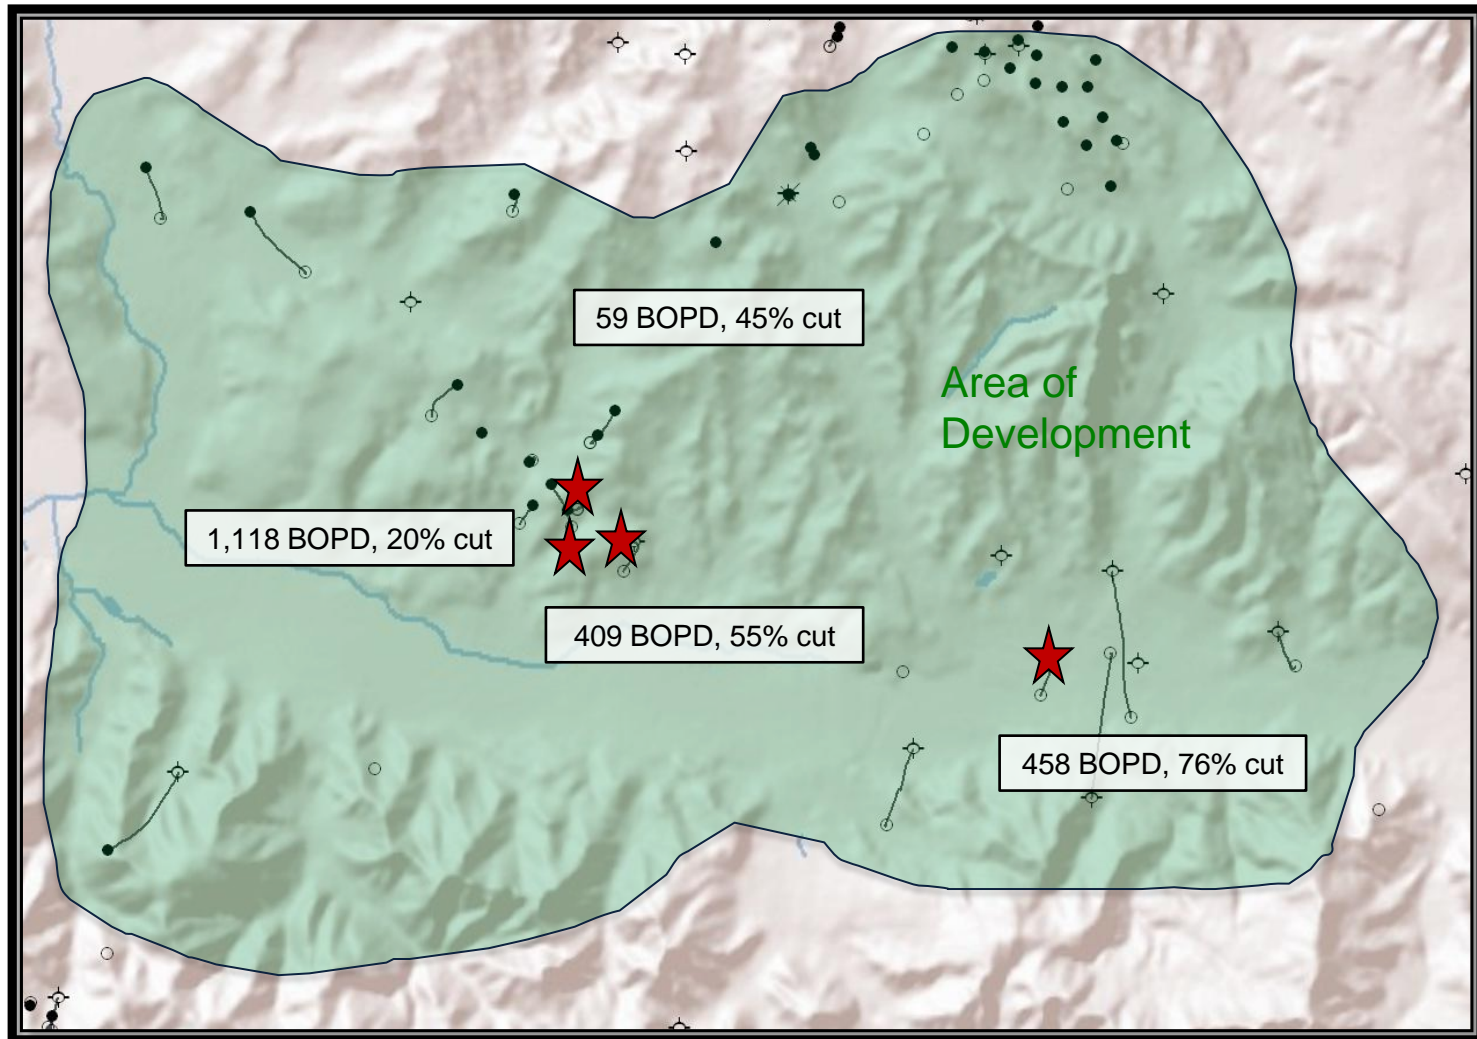 59 BOPD, 45% cut
Area of
Development
1,118 BOPD, 20% cut
409 BOPD, 55% cut
458 BOPD, 76% cut